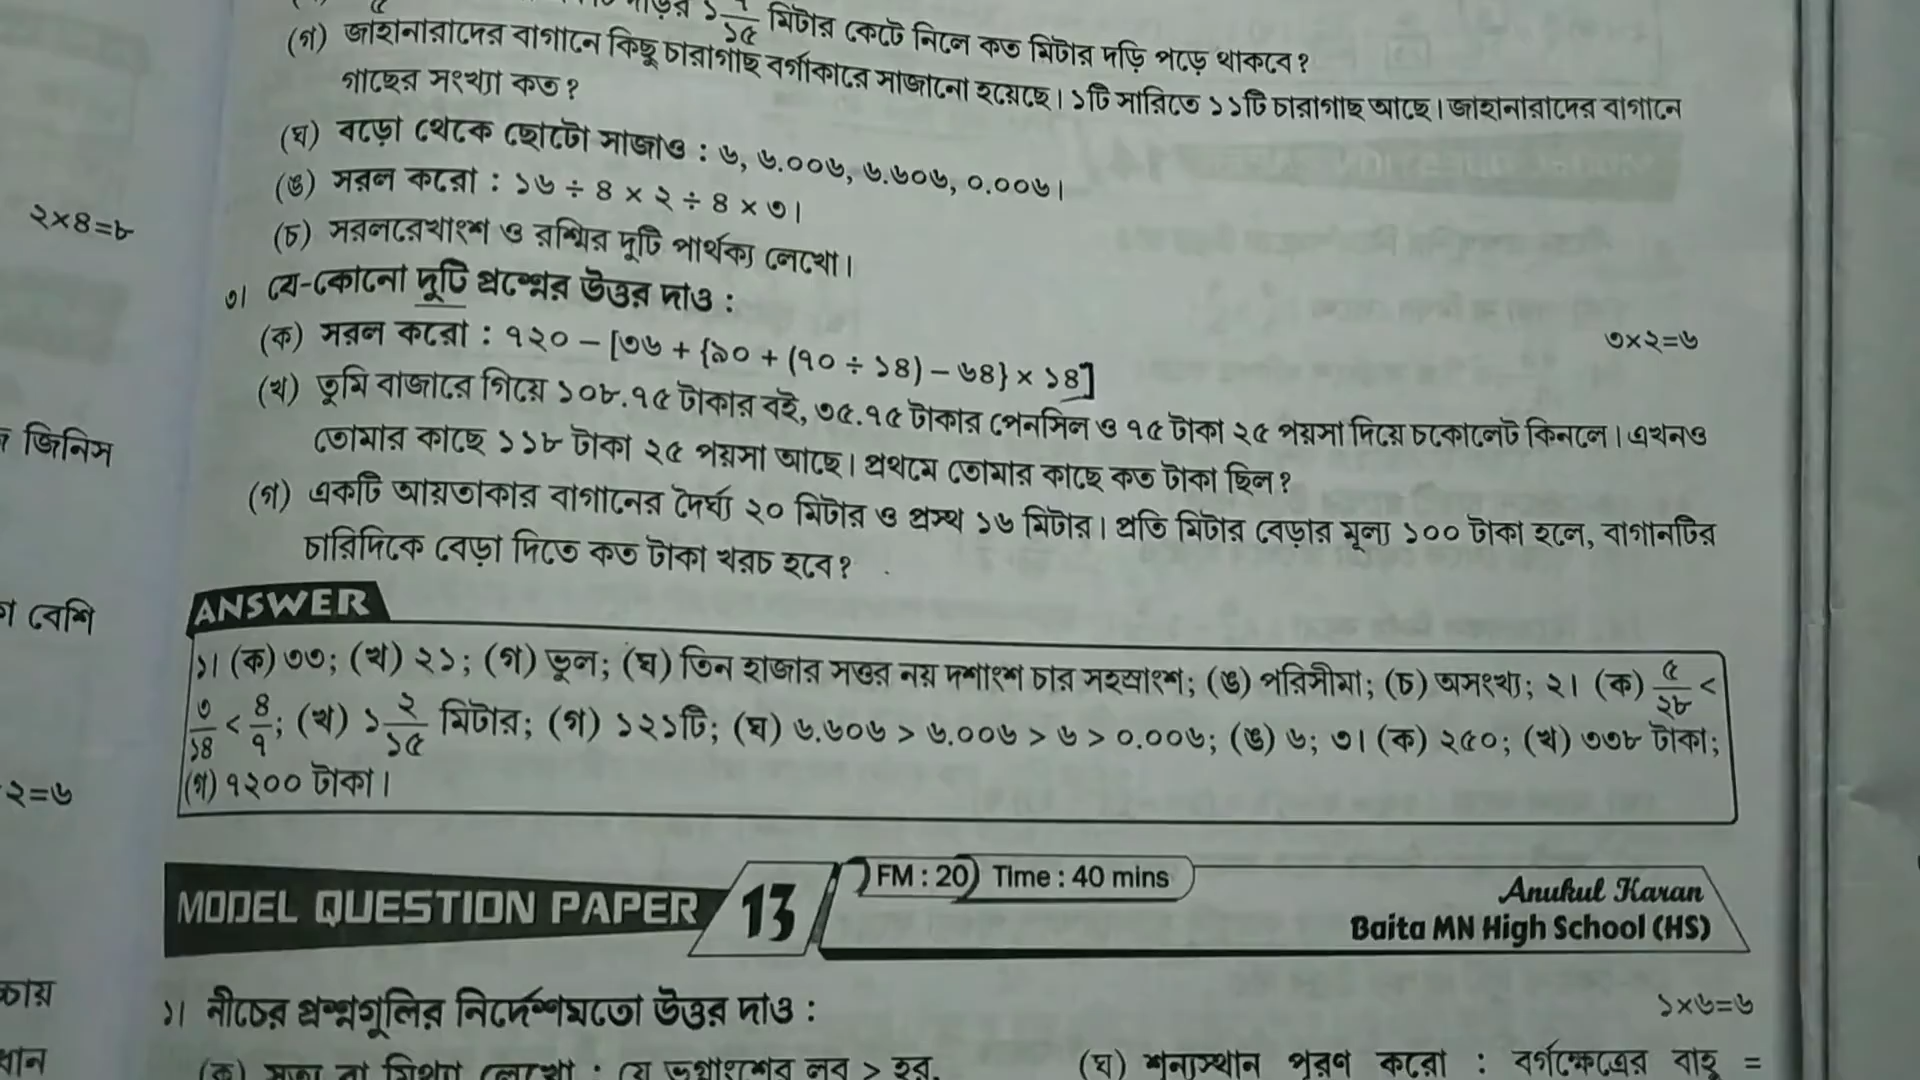 ১ ৭/১৫ মিটার কেটে নিলে কত মিটার দড়ি পড়ে থাকবে?
(গ) জাহানারাদের বাগানে কিছু চারাগাছ বর্গাকারে সাজানো হয়েছে। ১টি সারিতে ১১টি চারাগাছ আছে। জাহানারাদের বাগানে
গাছের সংখ্যা কত?
(ঘ) বড়ো থেকে ছোটো সাজাও : ৬, ৬.০০৬, ৬.৬০৬, ০.০০৬।
(ঙ) সরল করো : ১৬ ÷ ৪ × ২ ÷ ৪ × ৩।
২×৪=৮
(চ) সরলরেখাংশ ও রশ্মির দুটি পার্থক্য লেখো।
৩। যে-কোনো দুটি প্রশ্নের উত্তর দাও :
৩×২=৬
(ক) সরল করো : ৭২০ – [৩৬ + {৯০ + (৭০ ÷ ১৪) – ৬৪} × ১৪]
(খ) তুমি বাজারে গিয়ে ১০৮.৭৫ টাকার বই, ৩৫.৭৫ টাকার পেনসিল ও ৭৫ টাকা ২৫ পয়সা দিয়ে চকোলেট কিনলে। এখনও
তোমার কাছে ১১৮ টাকা ২৫ পয়সা আছে। প্রথমে তোমার কাছে কত টাকা ছিল?
জিনিস
(গ) একটি আয়তাকার বাগানের দৈর্ঘ্য ২০ মিটার ও প্রস্থ ১৬ মিটার। প্রতি মিটার বেড়ার মূল্য ১০০ টাকা হলে, বাগানটির
চারিদিকে বেড়া দিতে কত টাকা খরচ হবে?
বেশি
ANSWER
১। (ক) ৩৩; (খ) ২১; (গ) ভুল; (ঘ) তিন হাজার সত্তর নয় দশাংশ চার সহস্রাংশ; (ঙ) পরিসীমা; (চ) অসংখ্য; ২। (ক) ৫/২৮ <
৩/১৪ < ৪/৭; (খ) ১ ২/১৫ মিটার; (গ) ১২১টি; (ঘ) ৬.৬০৬ > ৬.০০৬ > ৬ > ০.০০৬; (ঙ) ৬; ৩। (ক) ২৫০; (খ) ৩৩৮ টাকা;
(গ) ৭২০০ টাকা।
২=৬
MODEL QUESTION PAPER 13
FM : 20 Time : 40 mins
Anukul Karan
Baita MN High School (HS)
১। নীচের প্রশ্নগুলির নির্দেশমতো উত্তর দাও :
১×৬=৬
(ক) সত্য না মিথ্যা লেখো : যে ভগ্নাংশের লব > হর,
(ঘ) শূন্যস্থান পূরণ করো : বর্গক্ষেত্রের বাহু =